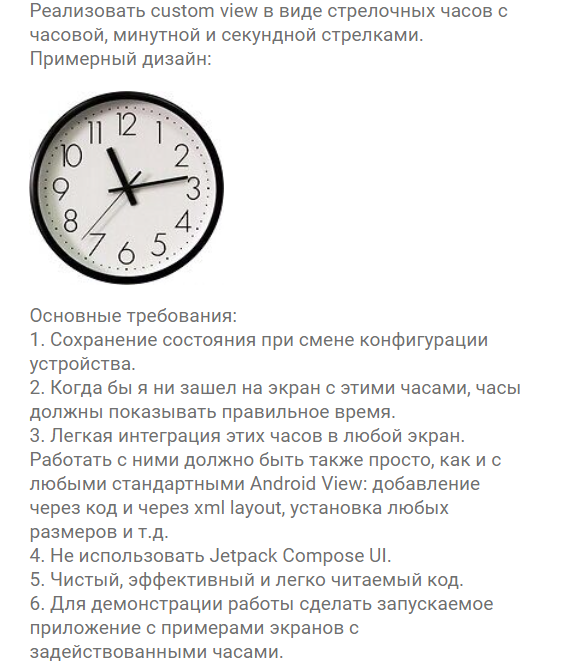 Реализовать custom view в виде стрелочных часов с
часовой, минутной и секундной стрелками.
Примерный дизайн:
12
11
1
10
2
9
3
8
4
7
5
6
Основные требования:
1. Сохранение состояния при смене конфигурации
устройства.
2. Когда бы я ни зашел на экран с этими часами, часы
должны показывать правильное время.
3. Легкая интеграция этих часов в любой экран.
Работать с ними должно быть также просто, как и с
любыми стандартными Android View: добавление
через код и через xml layout, установка любых
размеров и т.д.
4. Не использовать Jetpack Compose UI.
5. Чистый, эффективный и легко читаемый код.
6. Для демонстрации работы сделать запускаемое
приложение с примерами экранов с
задействованными часами.